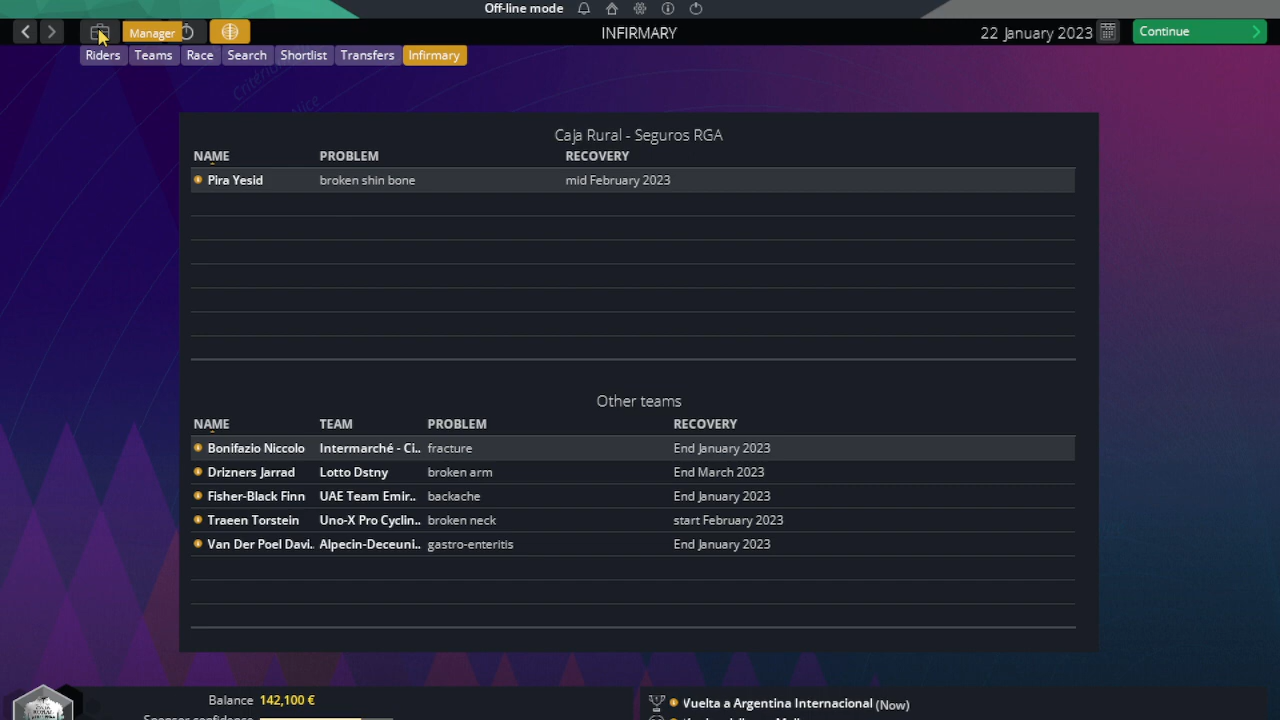 Off-line mode
Manager
INFIRMARY
22 January 2023
Continue
Riders Teams Race Search Shortlist Transfers Infirmary
Caja Rural - Seguros RGA
NAME PROBLEM RECOVERY
Pira Yesid broken shin bone mid February 2023
Other teams
NAME TEAM PROBLEM RECOVERY
Bonifazio Niccolo Intermarché - Ci.. fracture End January 2023
Drizners Jarrad Lotto Dstny broken arm End March 2023
Fisher-Black Finn UAE Team Emir.. backache End January 2023
Traeen Torstein Uno-X Pro Cyclin.. broken neck start February 2023
Van Der Poel Davi.. Alpecin-Deceuni.. gastro-enteritis End January 2023
Balance 142,100 €
Vuelta a Argentina Internacional (Now)